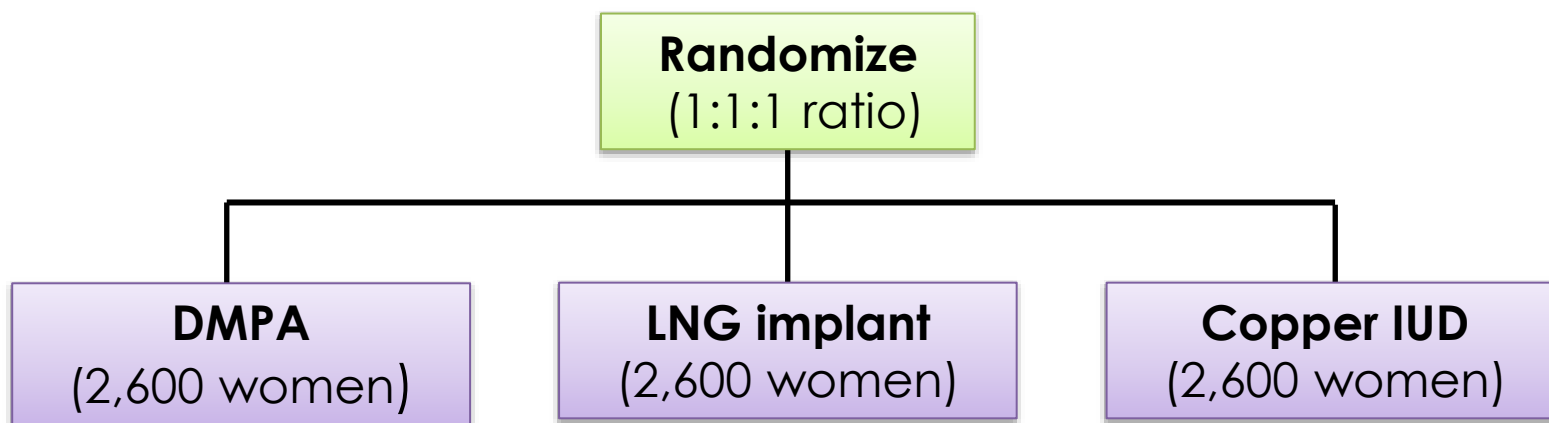 Randomize
(1:1:1 ratio)
DMPA
(2,600 women)
LNG implant
(2,600 women)
Copper IUD
(2,600 women)